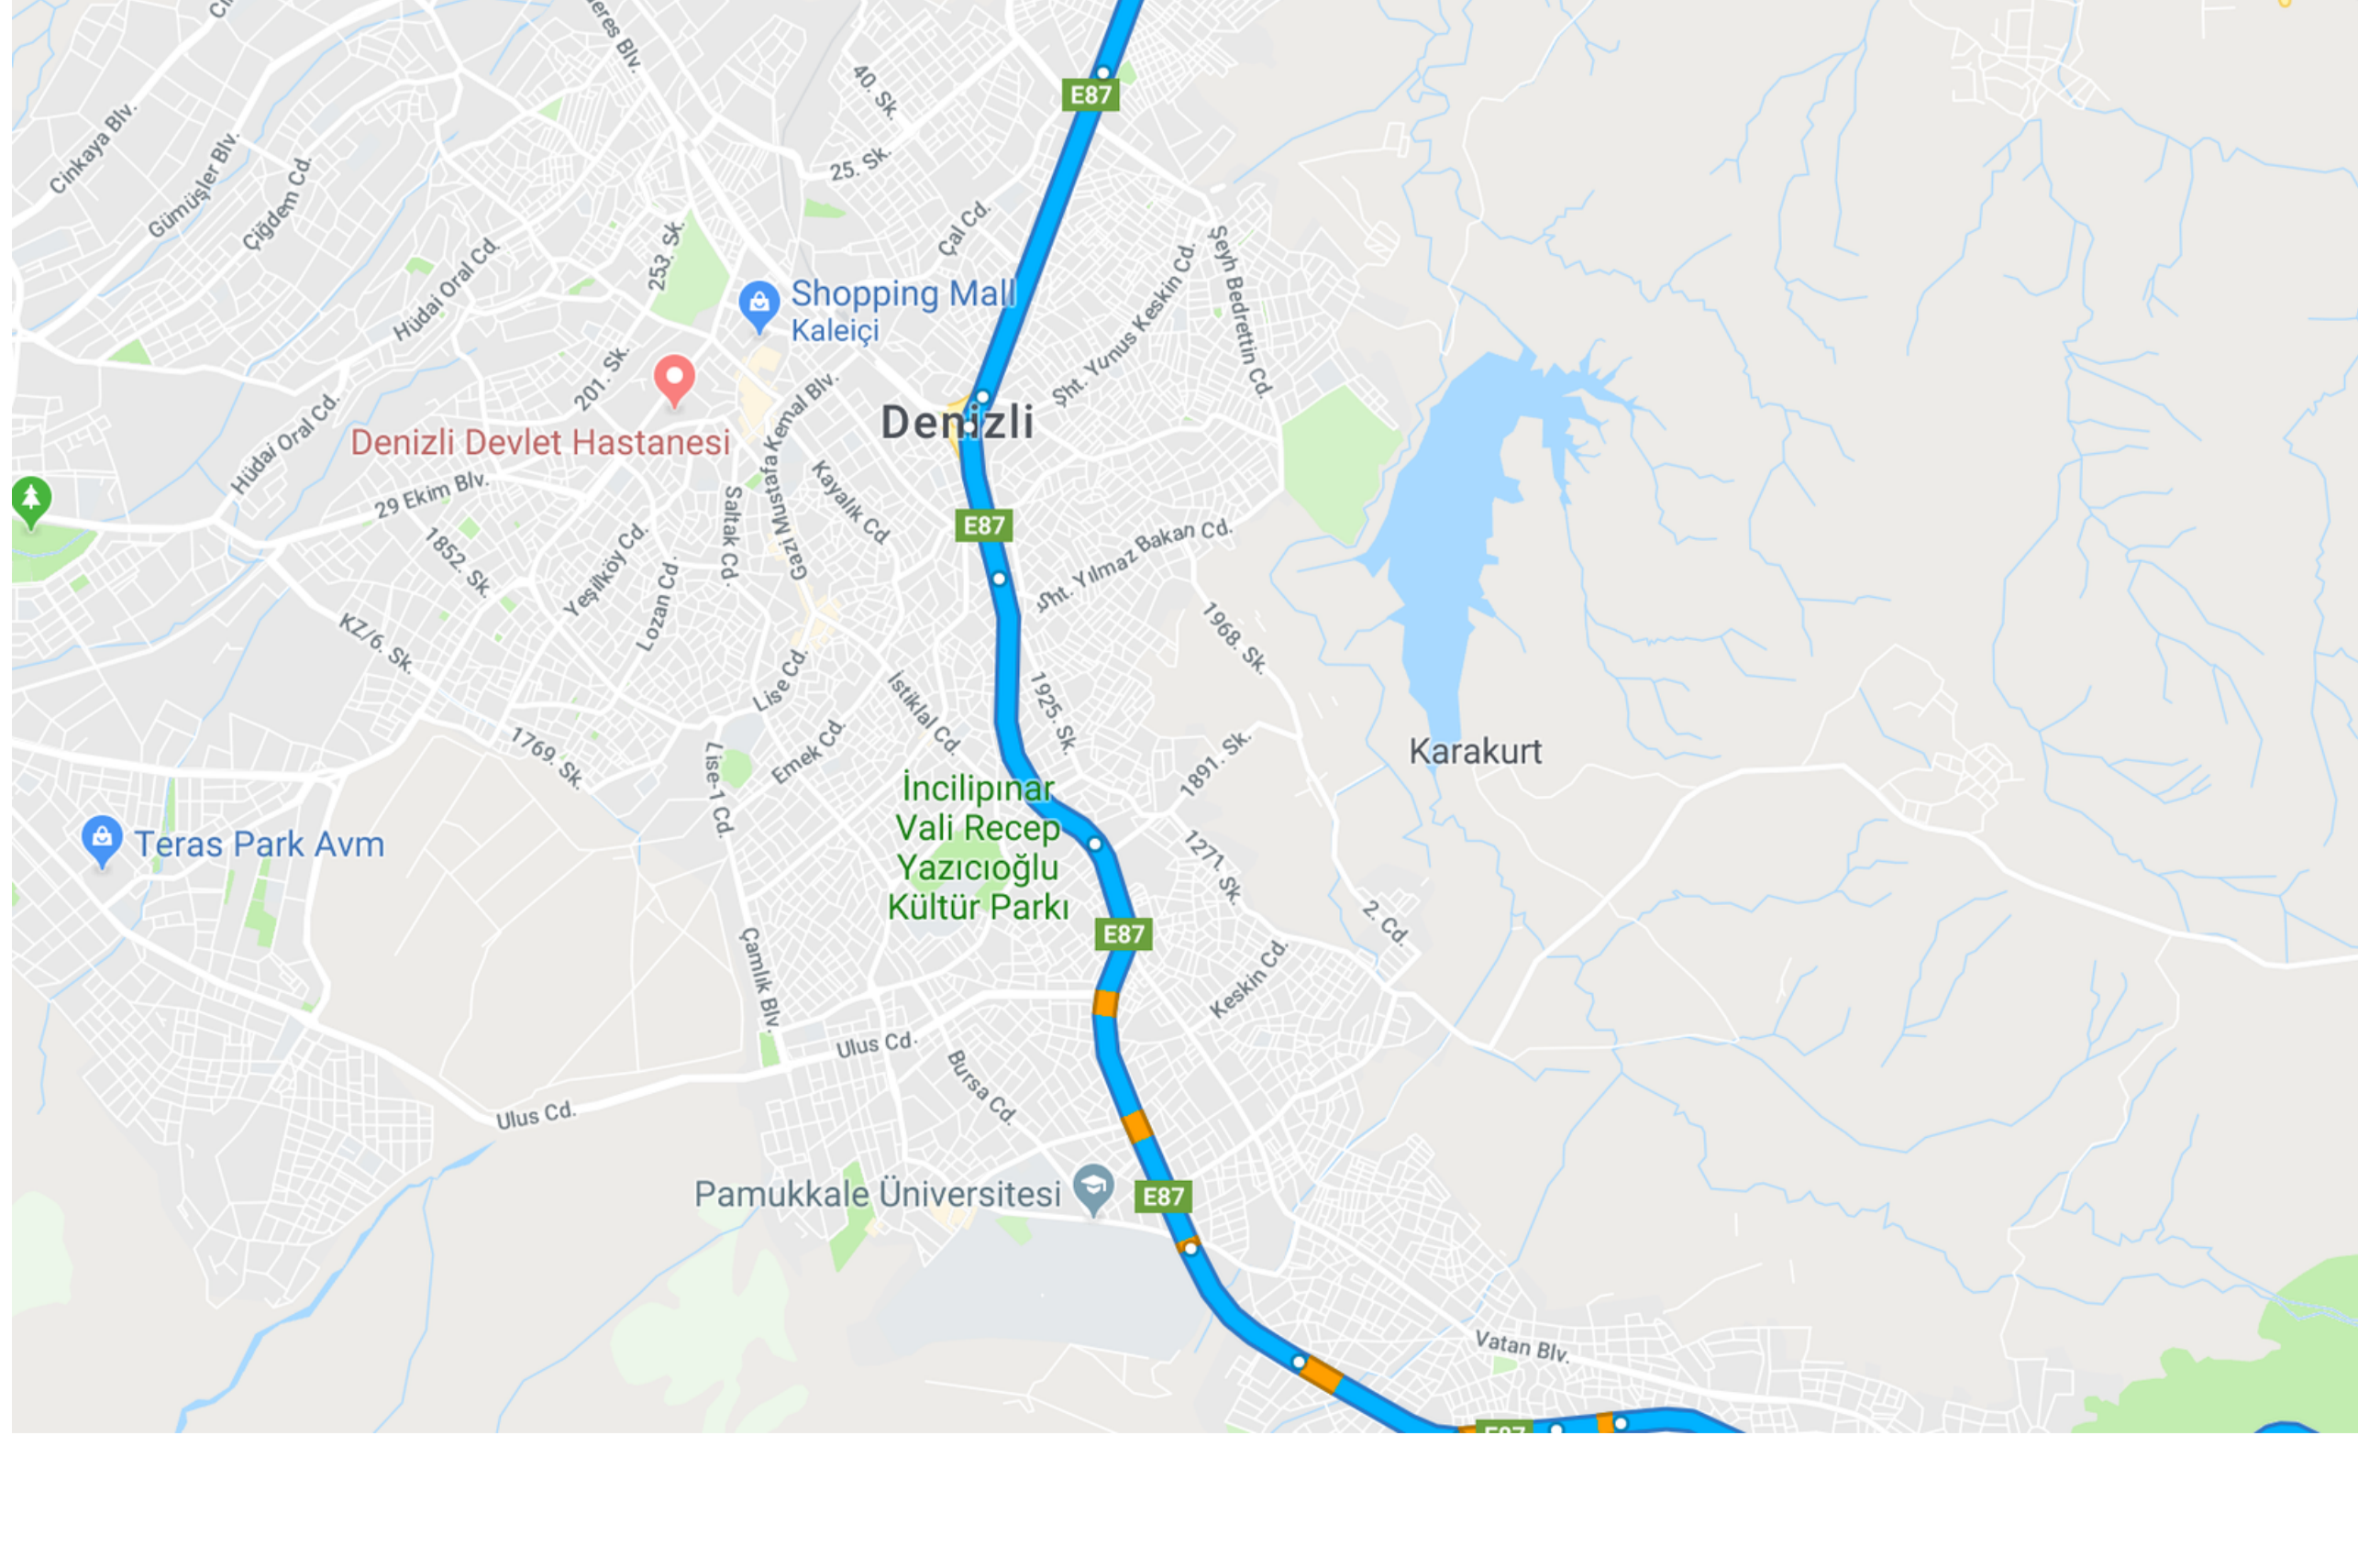 E87
40. Sk.
25. Sk.
Cinkaya Blv.
Gümüşler Blv.
Çiğdem Cd.
Hüdai Oral Cd.
253. Sk.
Çal Cd.
Şht. Yunus Keskin Cd.
Şeyh Bedrettin Cd.
Shopping Mall
Kaleiçi
201. Sk.
Denizli
Denizli Devlet Hastanesi
Hüdai Oral Cd.
29 Ekim Blv.
Gazi Mustafa Kemal Blv.
Kayalık Cd
Saltak Cd.
E87
1852. Sk.
Yeşilköy Cd.
Lozan Cd.
Sht. Yılmaz Bakan Cd.
1968. Sk.
KZ/6. Sk.
Lise Cd.
İstiklal Cd.
1925. Sk.
1769. Sk.
Lise-1 Cd.
Emek Cd.
1891. Sk.
Karakurt
İncilipınar
Vali Recep
Yazıcıoğlu
Kültür Parkı
Teras Park Avm
1271. Sk.
2. Cd.
E87
Çamlık Blv.
Keskin Cd.
Ulus Cd.
Bursa Cd.
Ulus Cd.
Pamukkale Üniversitesi
E87
Vatan Blv.
E87